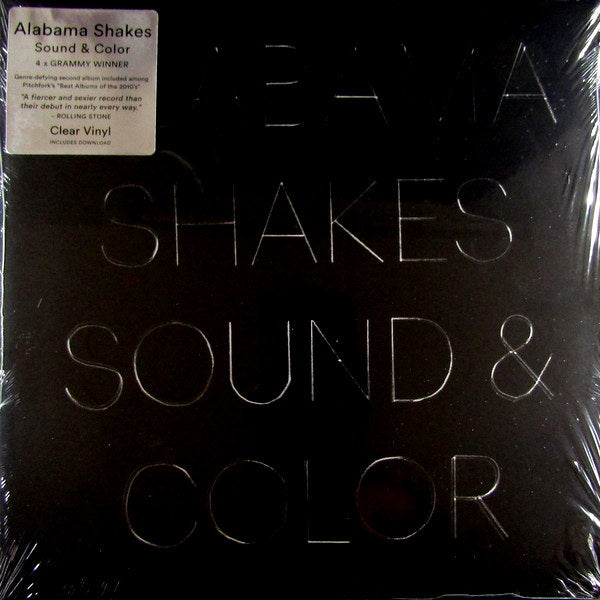 Alabama Shakes
Sound & Color
4 x GRAMMY WINNER
Genre-defying second album included among
Pitchfork's "Best Albums of the 2010's"
"A fiercer and sexier record than
their debut in nearly every way."
– ROLLING STONE
Clear Vinyl
INCLUDES DOWNLOAD
ABAMA
SHAKES
SOUND &
COLOR